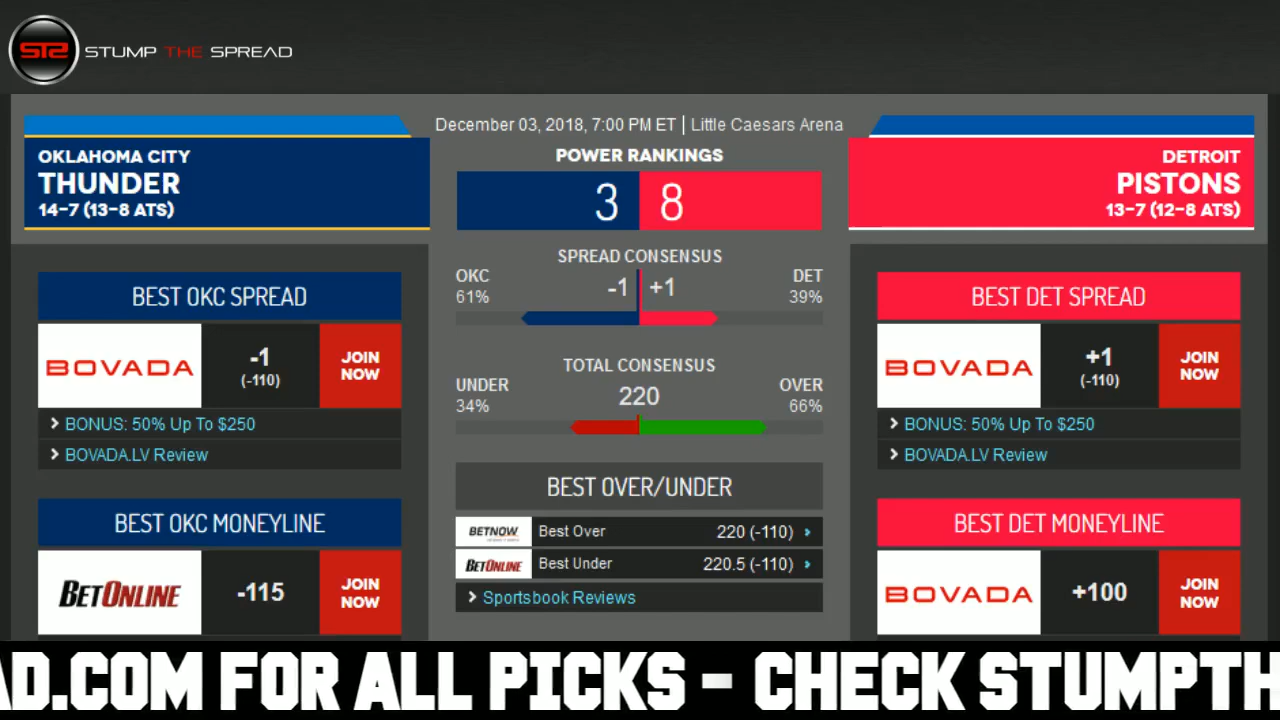 STS
STUMP THE SPREAD
December 03, 2018, 7:00 PM ET | Little Caesars Arena
OKLAHOMA CITY
THUNDER
14-7 (13-8 ATS)
POWER RANKINGS
3 8
DETROIT
PISTONS
13-7 (12-8 ATS)
BEST OKC SPREAD
BOVADA -1 (-110) JOIN NOW
> BONUS: 50% Up To $250
> BOVADA.LV Review
BEST OKC MONEYLINE
BETONLINE -115 JOIN NOW
SPREAD CONSENSUS
OKC -1 +1 DET
61% 39%
TOTAL CONSENSUS
UNDER 220 OVER
34% 66%
BEST OVER/UNDER
BETNOW Best Over 220 (-110) ›
BETONLINE Best Under 220.5 (-110) ›
> Sportsbook Reviews
BEST DET SPREAD
BOVADA +1 (-110) JOIN NOW
> BONUS: 50% Up To $250
> BOVADA.LV Review
BEST DET MONEYLINE
BOVADA +100 JOIN NOW
AD.COM FOR ALL PICKS - CHECK STUMPTH